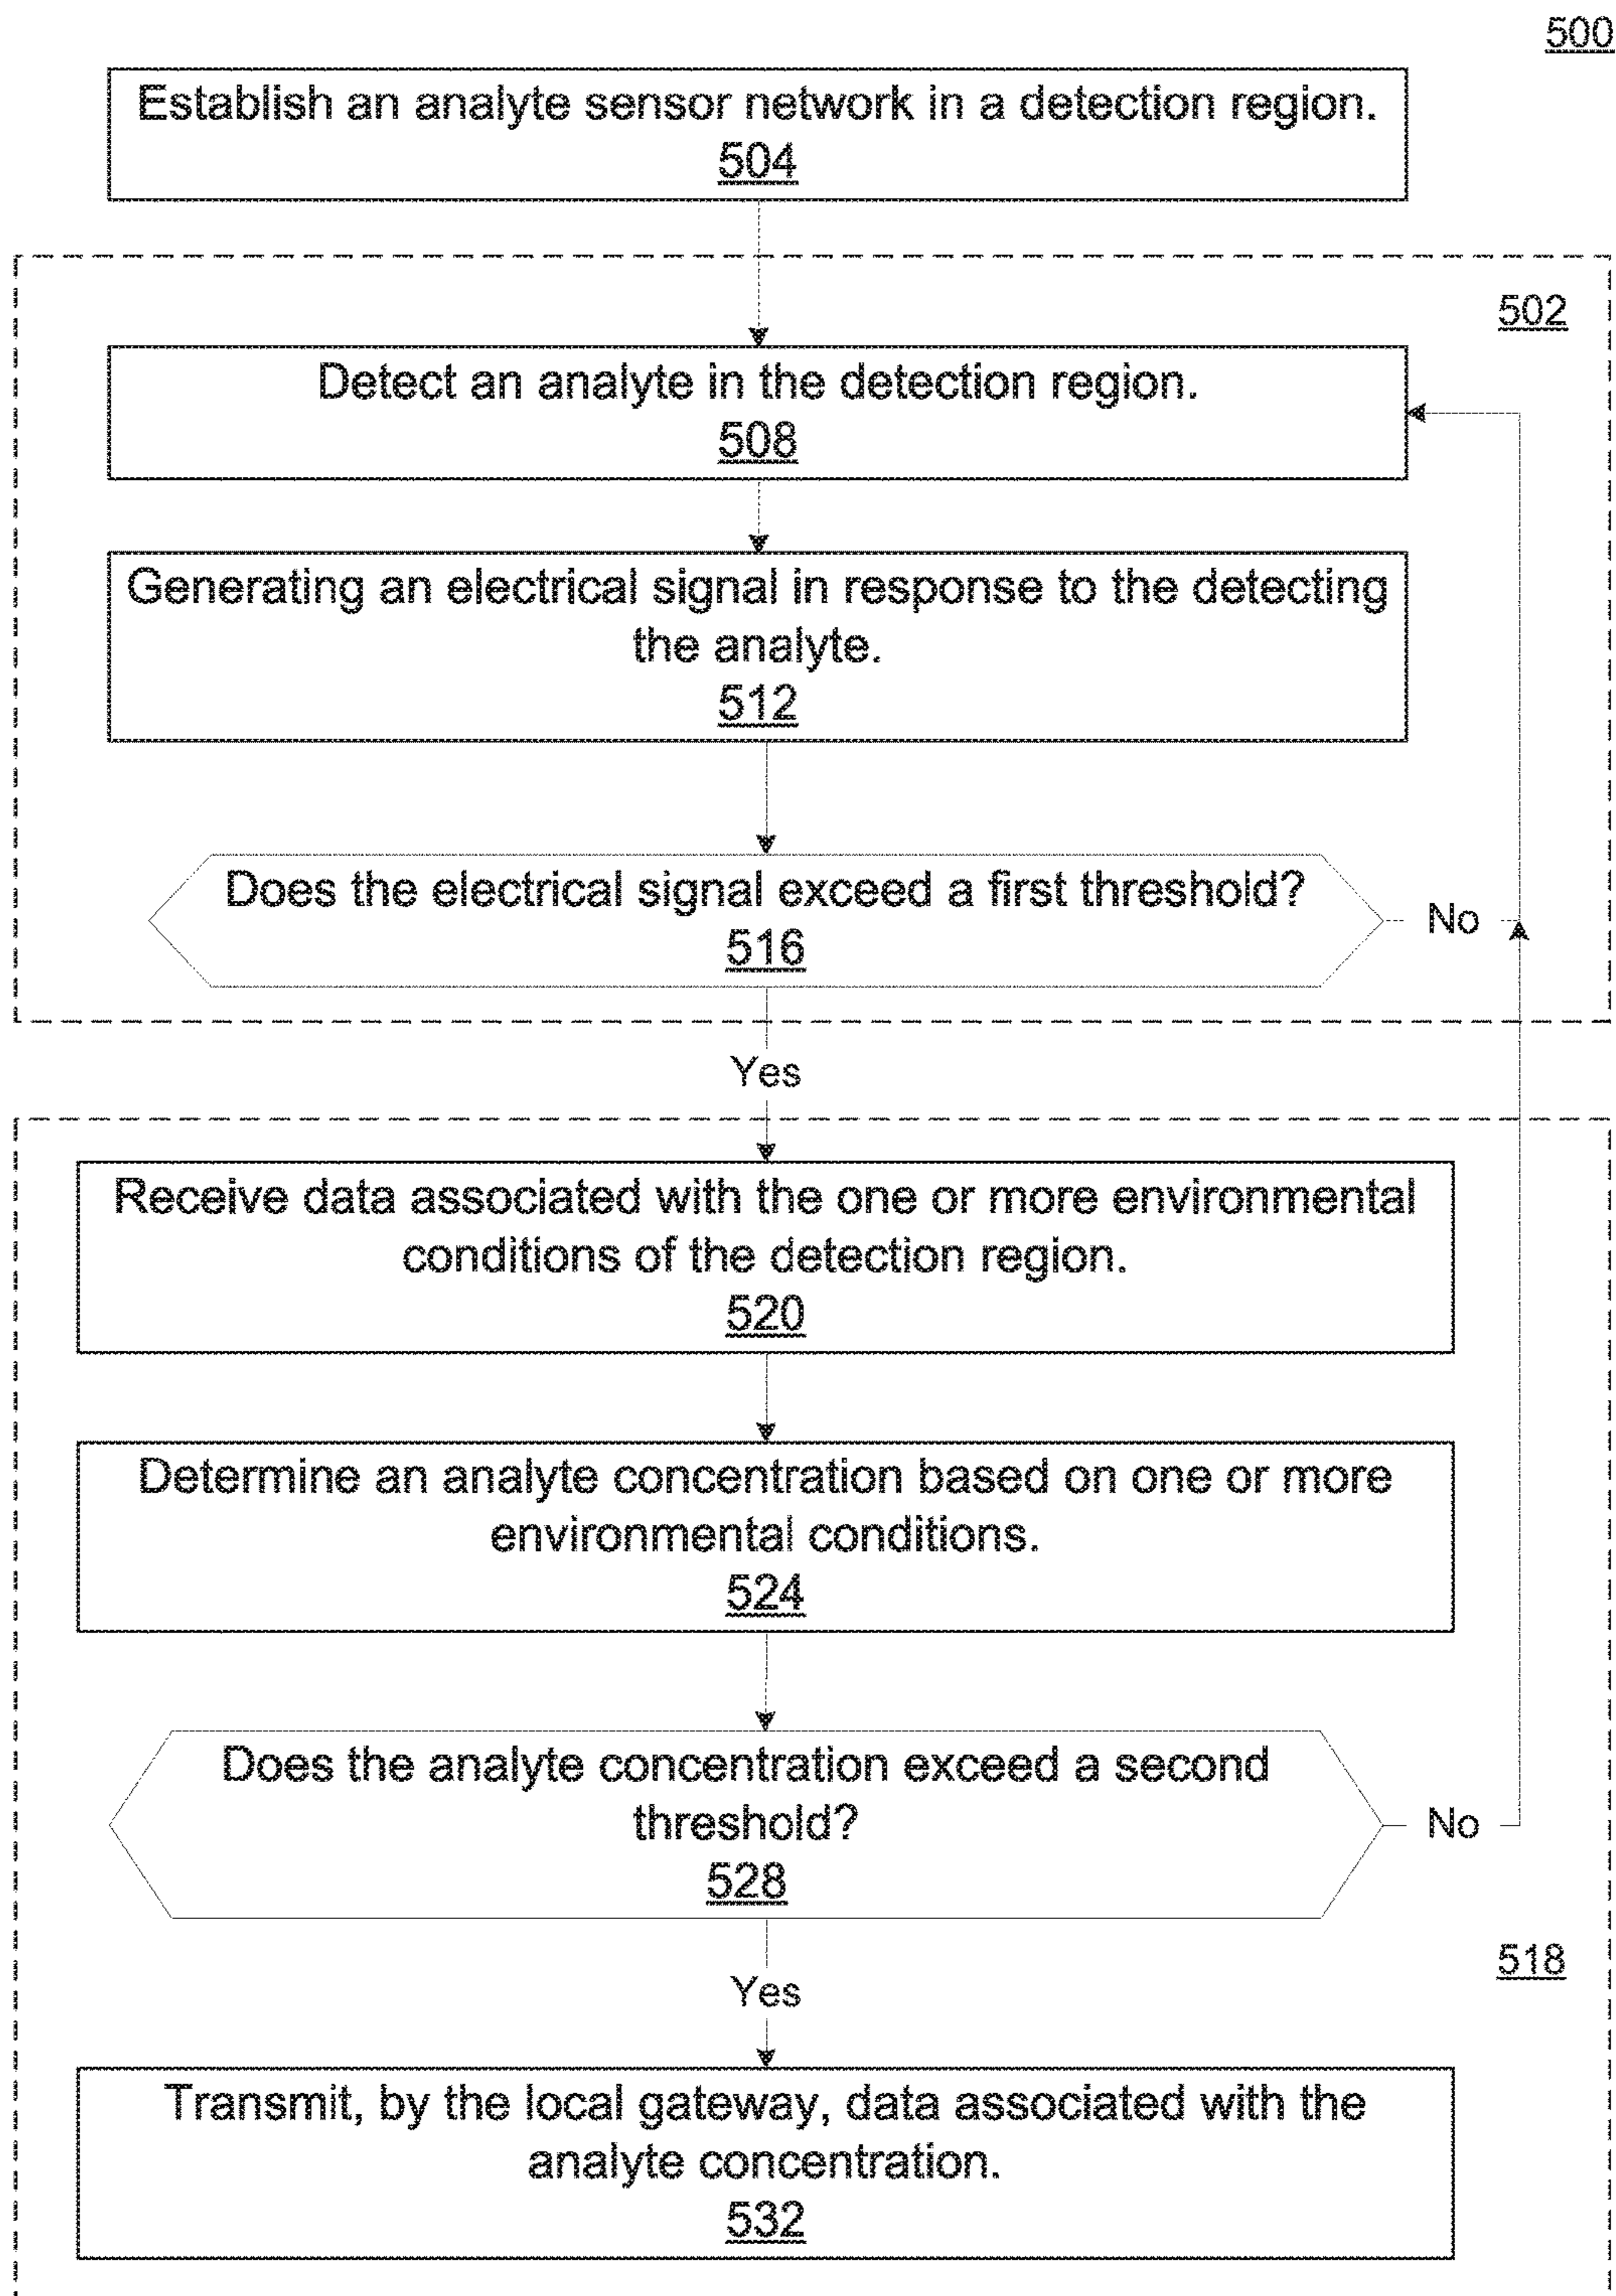 500
Establish an analyte sensor network in a detection region.
504
502
Detect an analyte in the detection region.
508
Generating an electrical signal in response to the detecting
the analyte.
512
Does the electrical signal exceed a first threshold?
516
No
Yes
Receive data associated with the one or more environmental
conditions of the detection region.
520
Determine an analyte concentration based on one or more
environmental conditions.
524
Does the analyte concentration exceed a second
threshold?
528
No
518
Yes
Transmit, by the local gateway, data associated with the
analyte concentration.
532